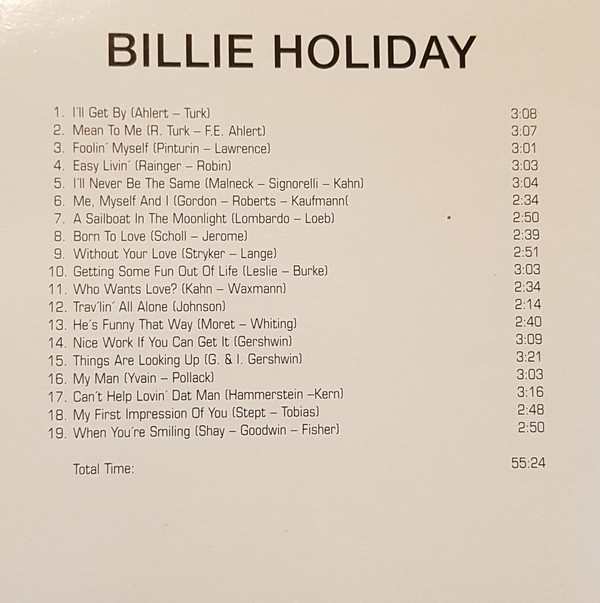 BILLIE HOLIDAY
1. I'll Get By (Ahlert – Turk) 3:08
2. Mean To Me (R. Turk – F.E. Ahlert) 3:07
3. Foolin´ Myself (Pinturin – Lawrence) 3:01
4. Easy Livin´ (Rainger – Robin) 3:03
5. I´ll Never Be The Same (Malneck – Signorelli – Kahn) 3:04
6. Me, Myself And I (Gordon – Roberts – Kaufmann( 2:34
7. A Sailboat In The Moonlight (Lombardo – Loeb) 2:50
8. Born To Love (Scholl – Jerome) 2:39
9. Without Your Love (Stryker – Lange) 2:51
10. Getting Some Fun Out Of Life (Leslie – Burke) 3:03
11. Who Wants Love? (Kahn – Waxmann) 2:34
12. Trav´lin´ All Alone (Johnson) 2:14
13. He´s Funny That Way (Moret – Whiting) 2:40
14. Nice Work If You Can Get It (Gershwin) 3:09
15. Things Are Looking Up (G. & I. Gershwin) 3:21
16. My Man (Yvain – Pollack) 3:03
17. Can´t Help Lovin´ Dat Man (Hammerstein –Kern) 3:16
18. My First Impression Of You (Stept – Tobias) 2:48
19. When You´re Smiling (Shay – Goodwin – Fisher) 2:50
Total Time: 55:24